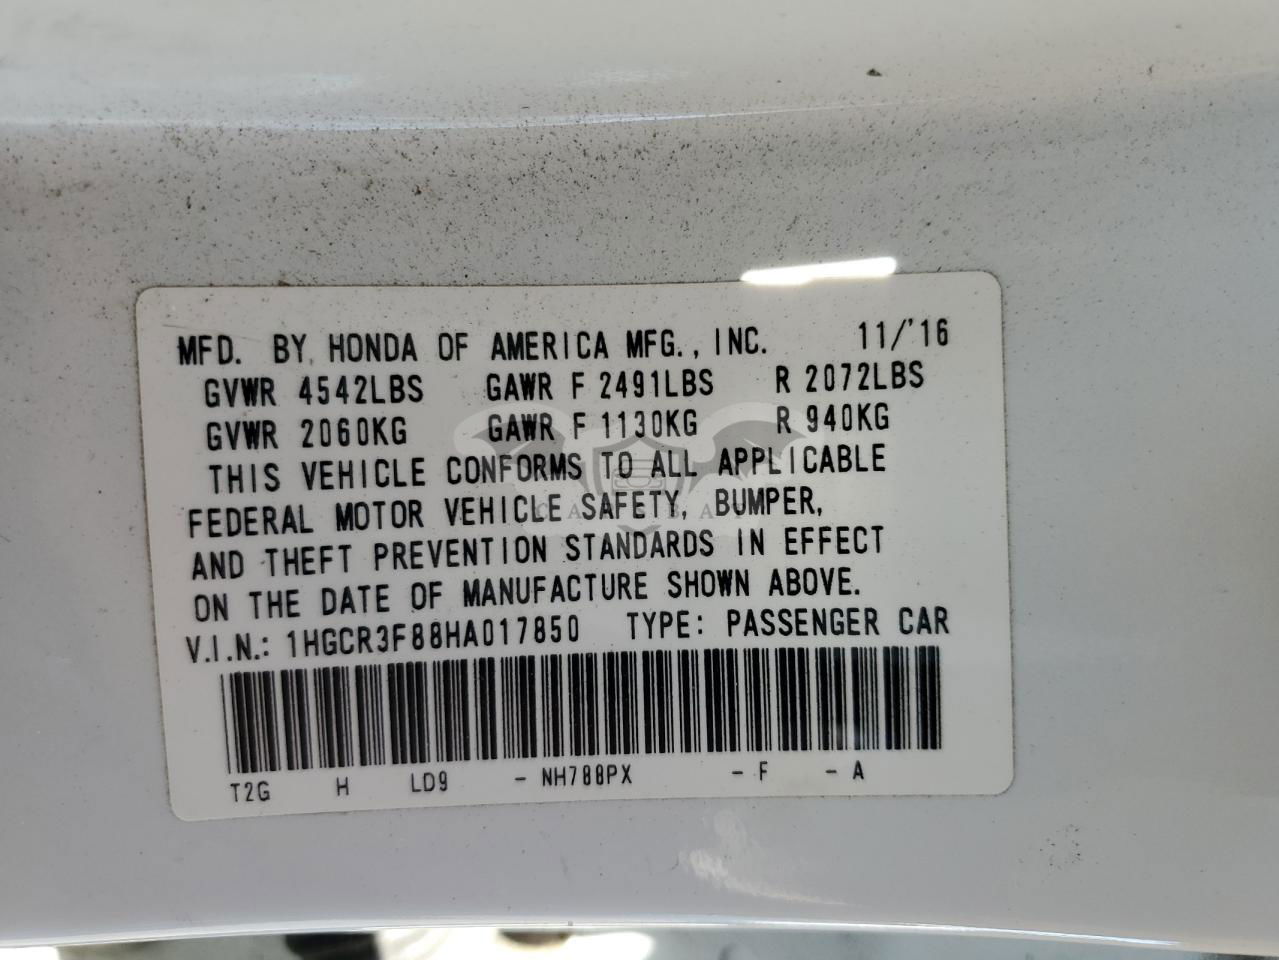 MFD. BY HONDA OF AMERICA MFG., INC. 11/'16
GVWR 4542LBS GAWR F 2491LBS R 2072LBS
GVWR 2060KG GAWR F 1130KG R 940KG
THIS VEHICLE CONFORMS TO ALL APPLICABLE
FEDERAL MOTOR VEHICLE SAFETY, BUMPER,
AND THEFT PREVENTION STANDARDS IN EFFECT
ON THE DATE OF MANUFACTURE SHOWN ABOVE.
V.I.N.: 1HGCR3F88HA017850 TYPE: PASSENGER CAR
T2G H LD9 - NH788PX - F - A